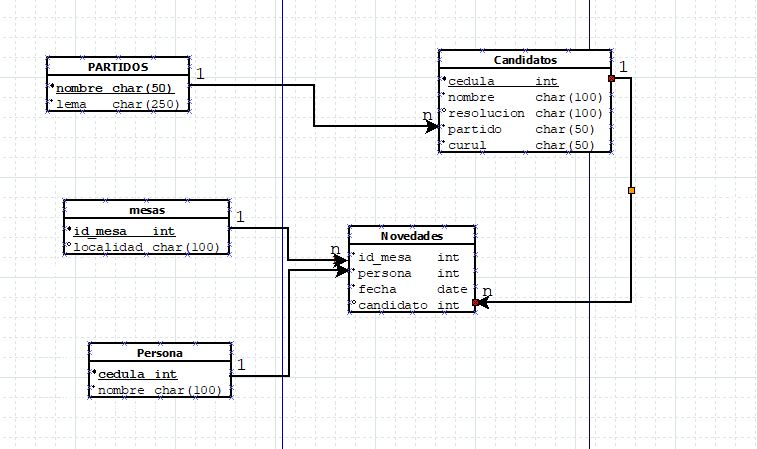 PARTIDOS
nombre char(50)
lema char(250)
1
n
Candidatos
cedula int
nombre char(100)
resolucion char(100)
partido char(50)
curul char(50)
1
mesas
id_mesa int
localidad char(100)
1
n
Novedades
id_mesa int
persona int
fecha date
candidato int
n
Persona
cedula int
nombre char(100)
1